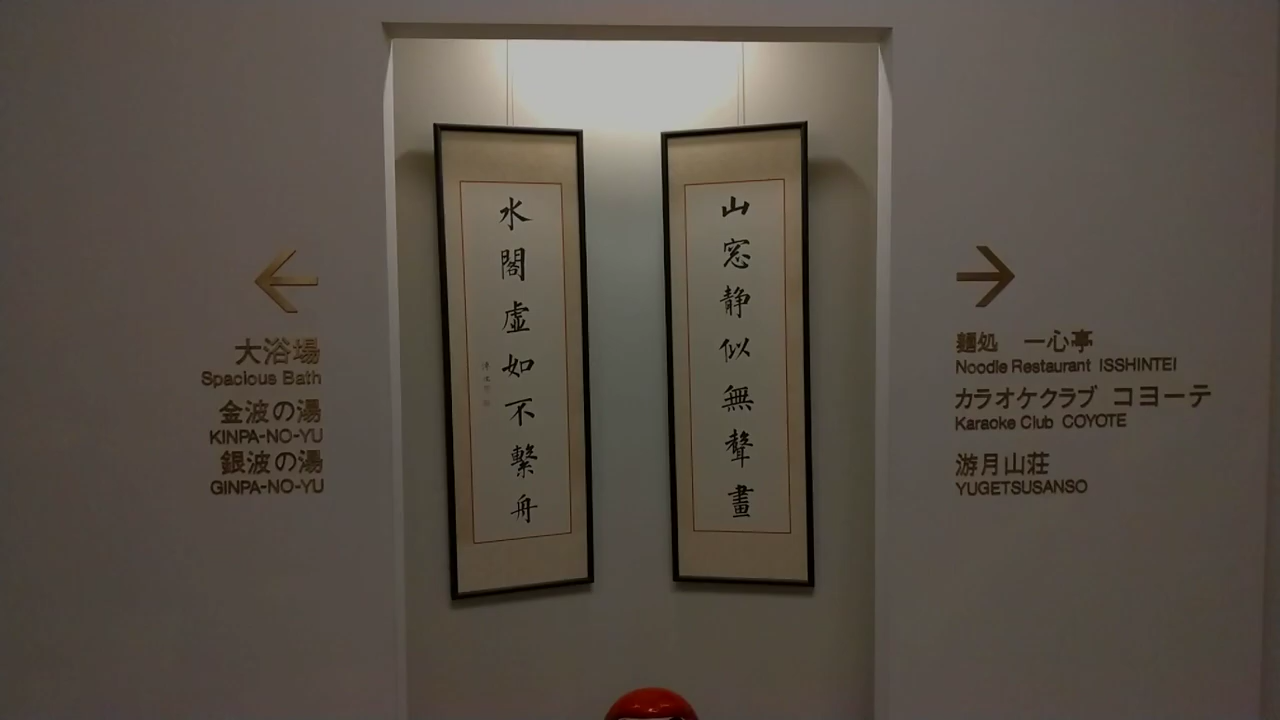 大浴場
Spacious Bath
金波の湯
KINPA-NO-YU
銀波の湯
GINPA-NO-YU
山窓静似無聲畫
水閣虚如不繫舟
麺処 一心亭
Noodle Restaurant ISSHINTEI
カラオケクラブ コヨーテ
Karaoke Club COYOTE
游月山荘
YUGETSUSANSO